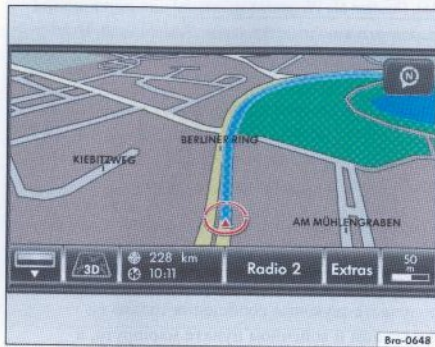 N
BERLINER RING
KIEBITZWEG
AM MÜHLENGRABEN
3D
228 km
10:11
Radio 2
Extras
50
m
Bra-0648